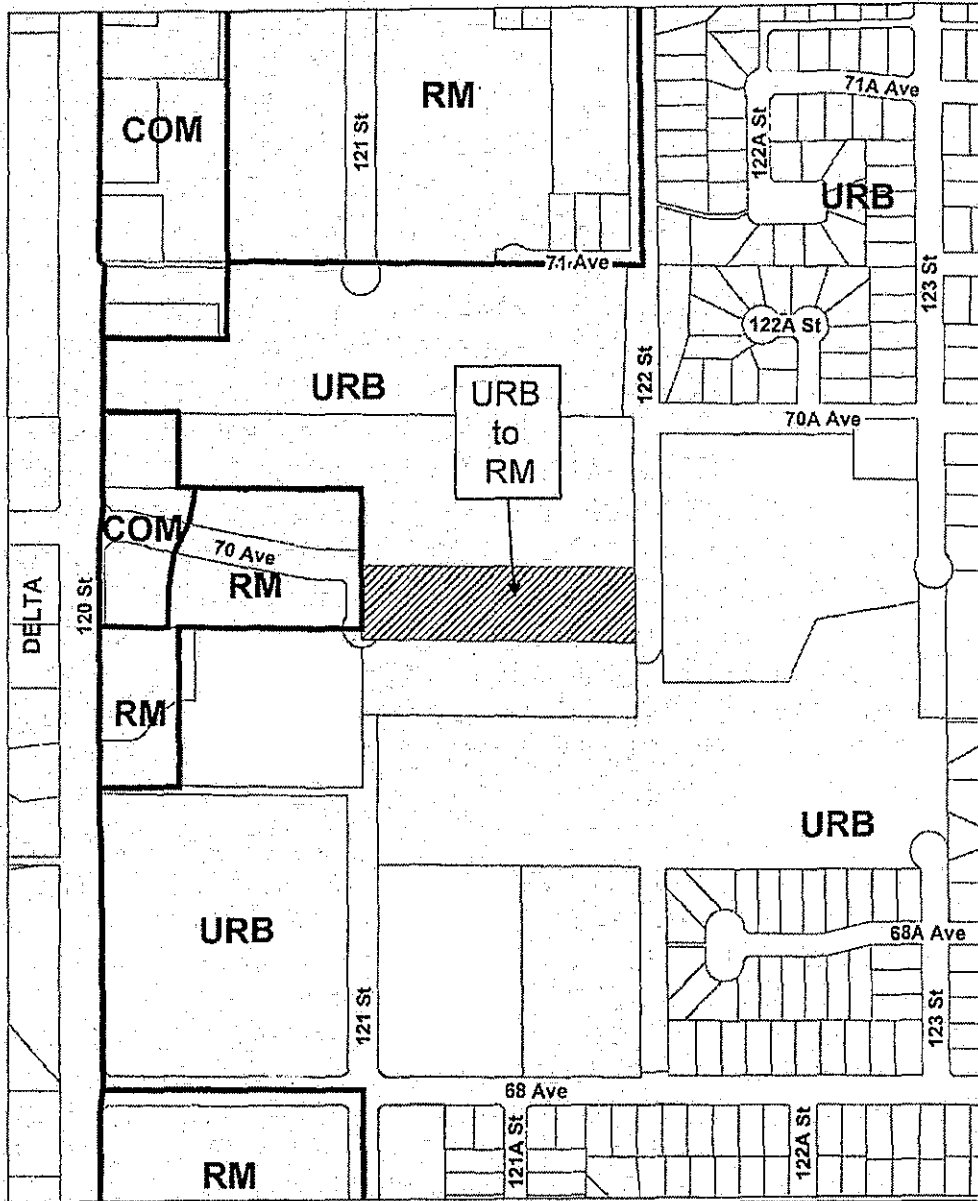 COM
121 St
RM
71A Ave
122A St
URB
71 Ave
123 St
122A St
URB
URB
to
RM
122 St
70A Ave
COM
70 Ave
RM
DELTA
120 St
RM
URB
URB
68A Ave
121 St
123 St
68 Ave
RM
121A St
122A St